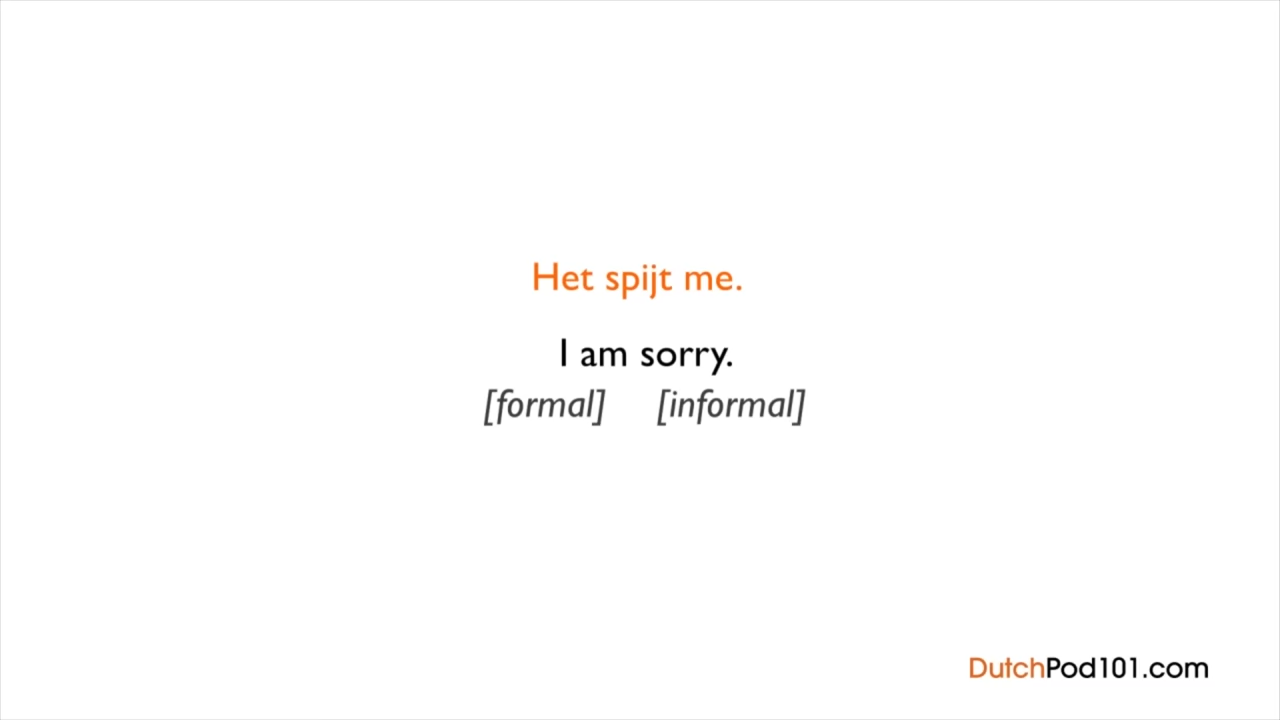 Het spijt me.
I am sorry.
[formal] [informal]
DutchPod101.com